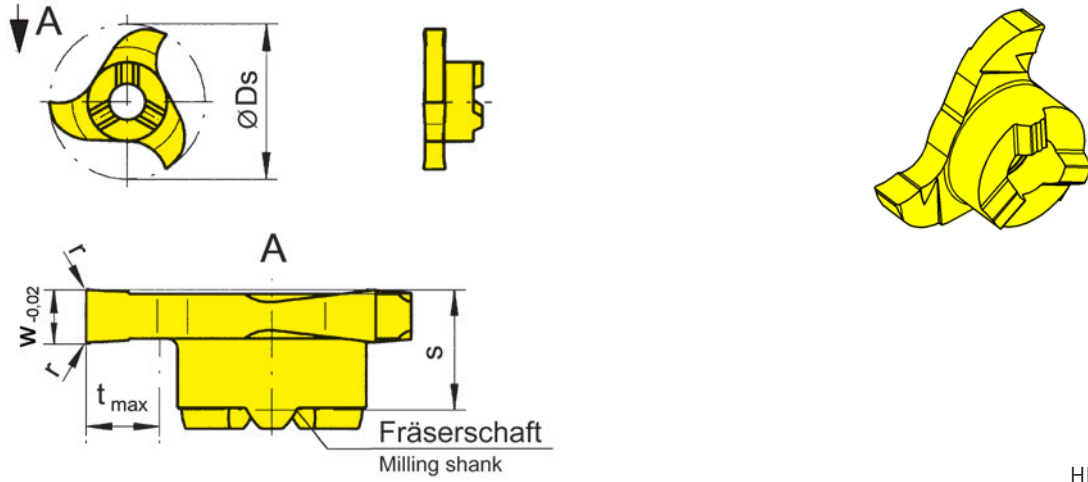 A
ØDs
A
r
w-0,02
r
s
t max
Fräserschaft
Milling shank